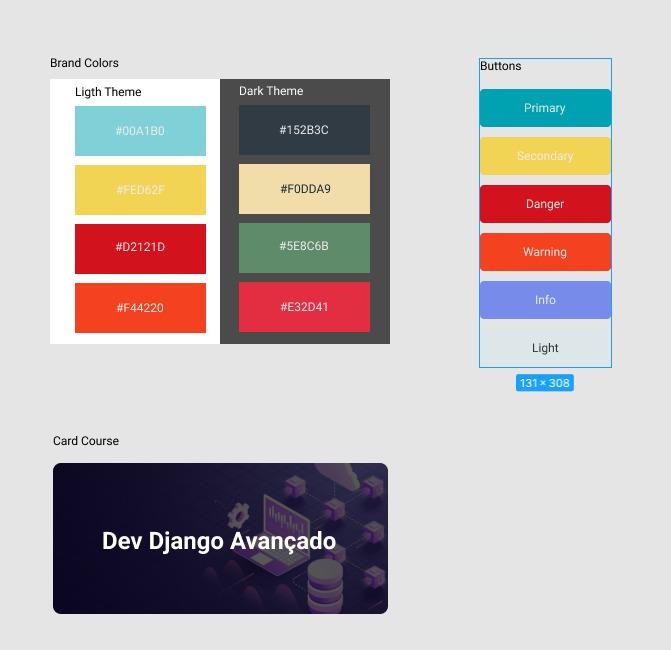 Brand Colors
Ligth Theme
#00A1B0
#FED62F
#D2121D
#F44220
Dark Theme
#152B3C
#F0DDA9
#5E8C6B
#E32D41
Buttons
Primary
Secondary
Danger
Warning
Info
Light
131 × 308
Card Course
Dev Django Avançado